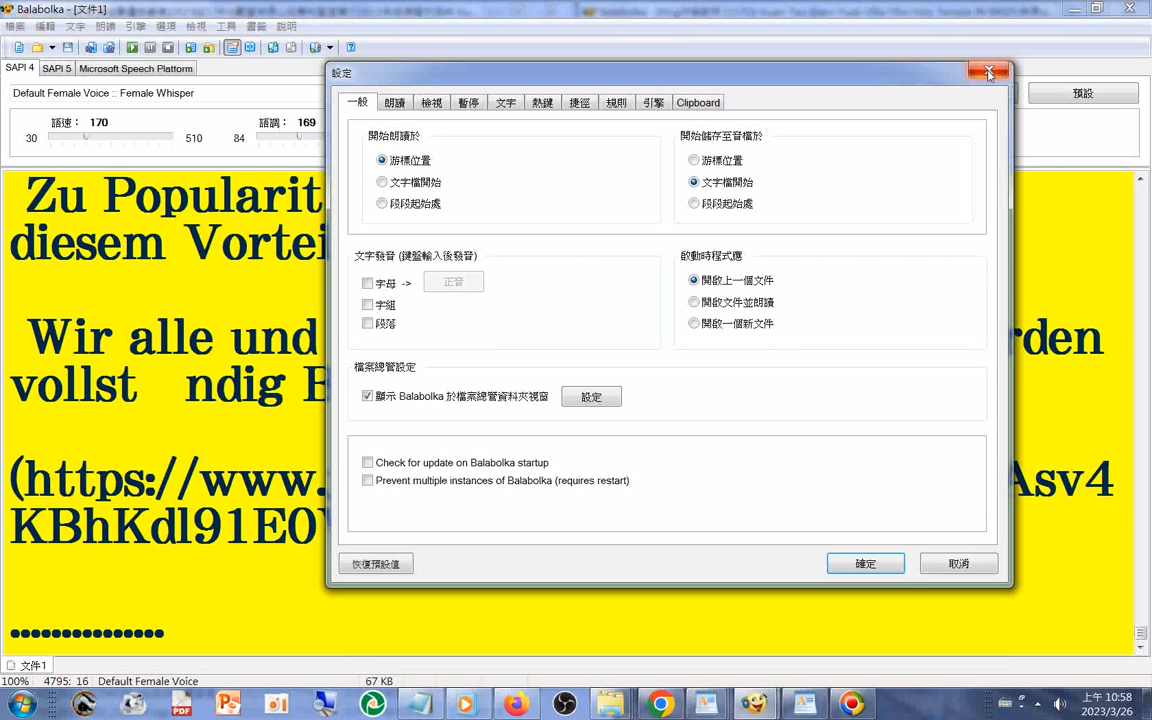 Balabolka - [文件1]
檔案 編輯 文字 朗讀 引擎 選項 檢視 工具 書籤 說明
SAPI 4 SAPI 5 Microsoft Speech Platform
Default Female Voice :: Female Whisper
預設
語速： 170
語調： 169
30 510 84
設定
一般 朗讀 檢視 暫停 文字 熱鍵 捷徑 規則 引擎 Clipboard
開始朗讀於
游標位置
文字檔開始
段段起始處
開始儲存至音檔於
游標位置
文字檔開始
段段起始處
文字發音 (鍵盤輸入後發音)
字母 -> 正音
字組
段落
啟動時程式應
開啟上一個文件
開啟文件並朗讀
開啟一個新文件
檔案總管設定
顯示 Balabolka 於檔案總管資料夾視窗 設定
Check for update on Balabolka startup
Prevent multiple instances of Balabolka (requires restart)
恢復預設值 確定 取消
Zu Popularit
diesem Vortei
Wir alle und rden
vollst ndig B
(https://www. Asv4
KBhKdl91E0
•••••••••••••••
文件1
100% 4795: 16 Default Female Voice 67 KB
上午 10:58
2023/3/26